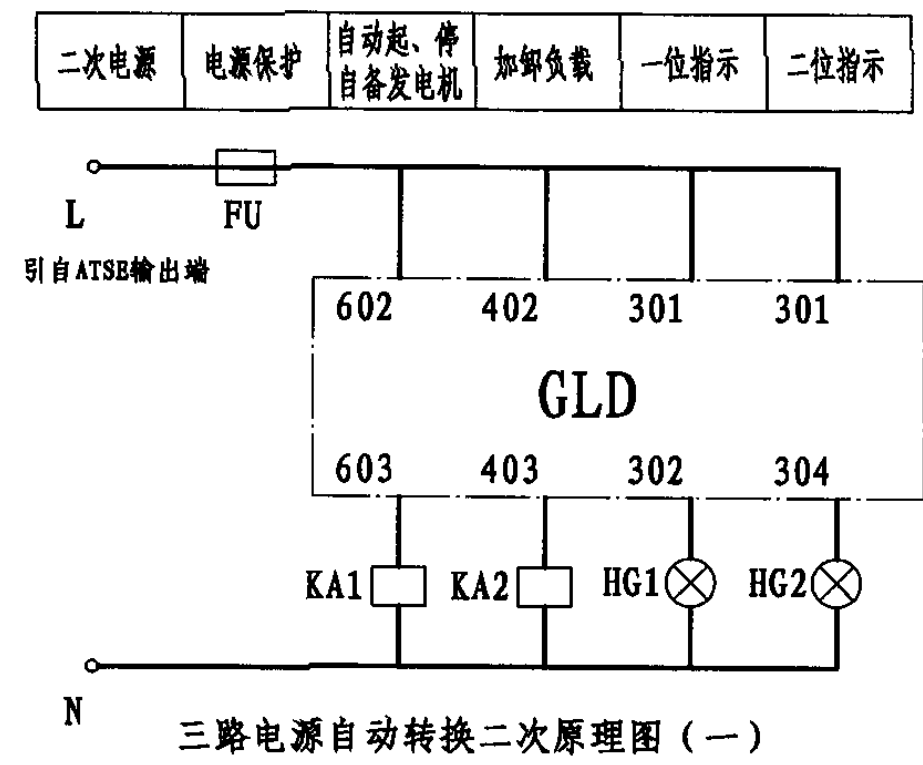 二次电源 电源保护 自动起、停 加卸负载 一位指示 二位指示
自备发电机
L FU
引自ATSE输出端
602 402 301 301
GLD
603 403 302 304
KA1 KA2 HG1 HG2
N
三路电源自动转换二次原理图(一)